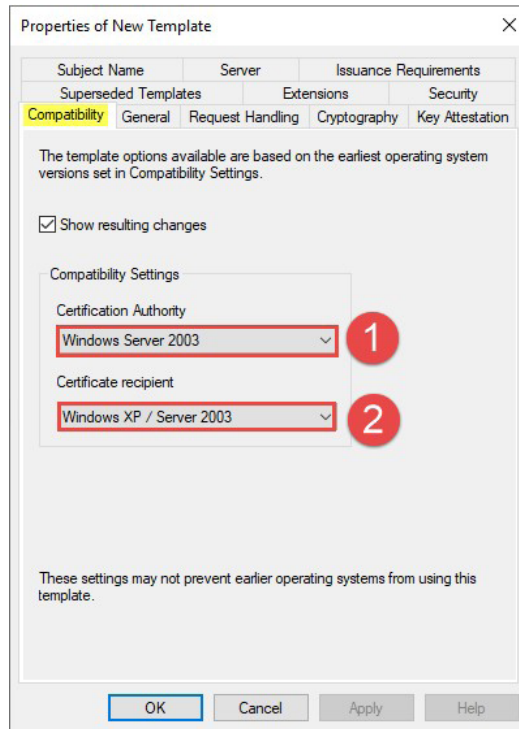 Properties of New Template
Subject Name Server Issuance Requirements
Superseded Templates Extensions Security
Compatibility General Request Handling Cryptography Key Attestation
The template options available are based on the earliest operating system
versions set in Compatibility Settings.
Show resulting changes
Compatibility Settings
Certification Authority
Windows Server 2003
1
Certificate recipient
Windows XP / Server 2003
2
These settings may not prevent earlier operating systems from using this
template.
OK Cancel Apply Help